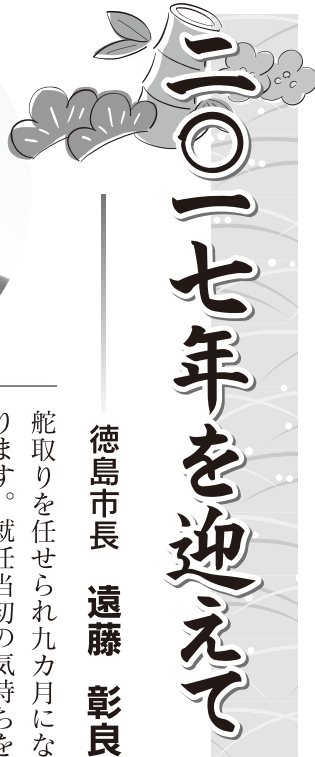 二〇一七年を迎えて
徳島市長　遠藤　彰良
舵取りを任せられ九カ月にな
ります。就任当初の気持ちを